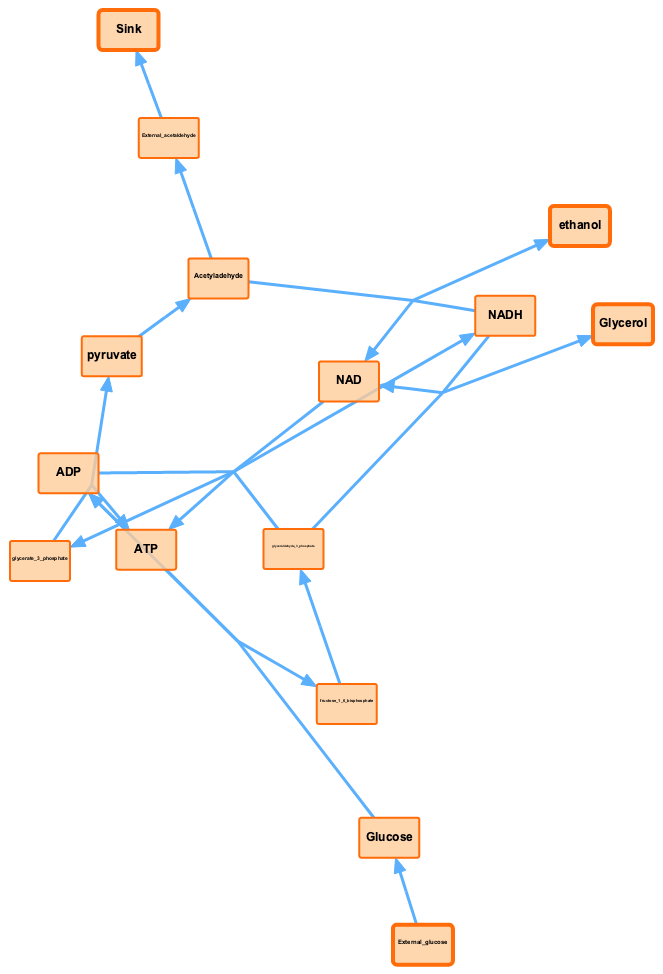 Sink
External_acetaldehyde
ethanol
Acetyladehyde
NADH
Glycerol
pyruvate
NAD
ADP
ATP
glycerate_3_phosphate
glyceraldehyde_3_phosphate
fructose_1_6_bisphosphate
Glucose
External_glucose